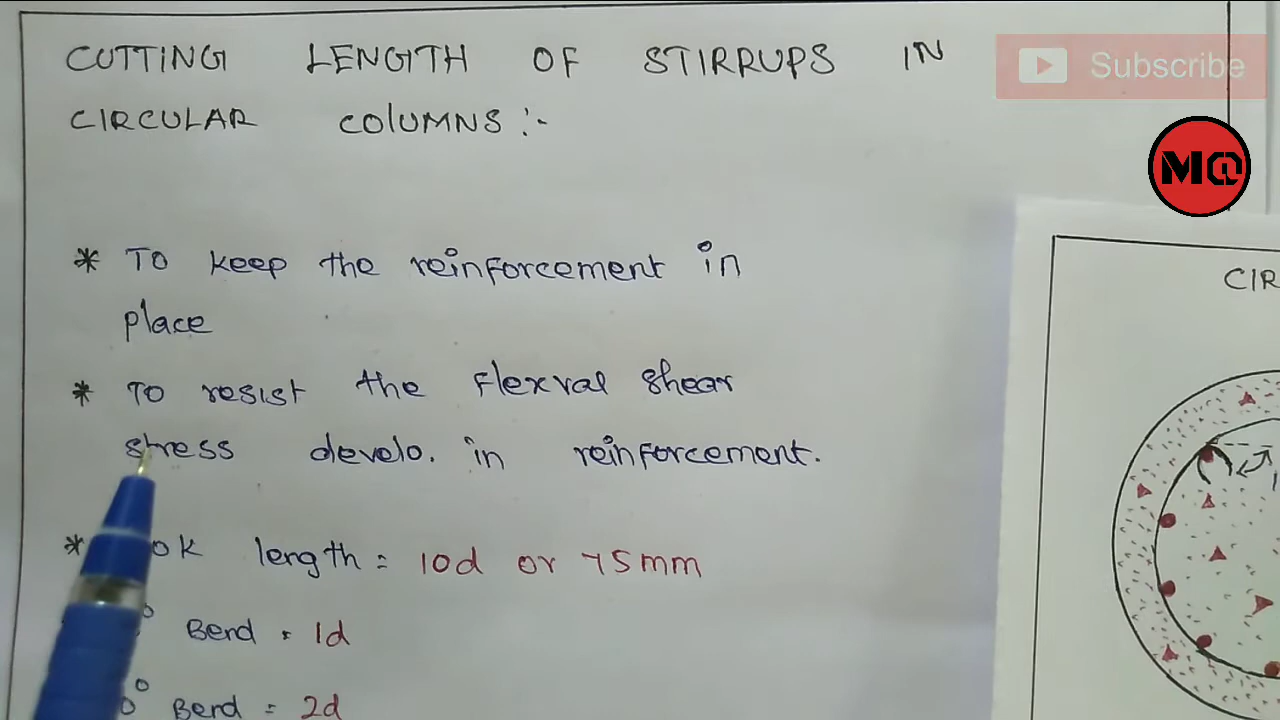 CUTTING LENGTH OF STIRRUPS IN
CIRCULAR COLUMNS :-
Subscribe
M@
* To keep the reinforcement in
place
* To resist the flexral shear
stress develo. in reinforcement.
* length = 10d or 75mm
Bend = 1d
Bend = 2d
CIR